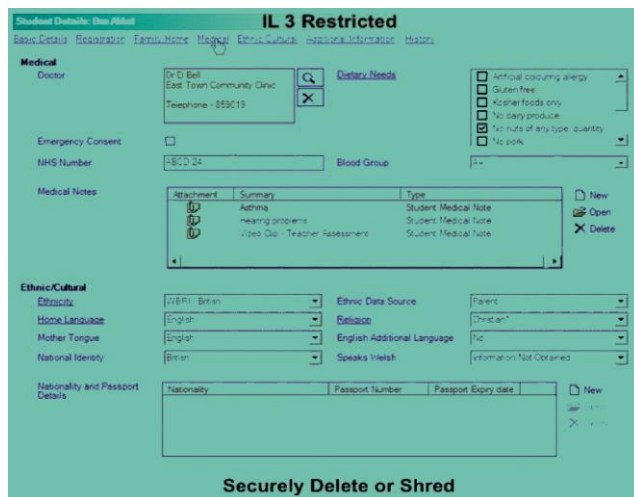 Student Details: Ben Abbot
IL 3 Restricted
Basic Details Registration Family/Home Medical Ethnic Cultural Additional Information History
Medical
Doctor
Dr D Bell
East Town Community Clinic
Telephone - 859019
Dietary Needs
Artificial colouring allergy
Gluten free
Kosher foods only
No dairy produce
No nuts of any type, quantity
No pork
Emergency Consent
NHS Number
ABCD 24
Blood Group
Medical Notes
Attachment Summary Type
Asthma Student Medical Note
Hearing problems Student Medical Note
Video Clip - Teacher Assessment Student Medical Note
New
Open
Delete
Ethnic/Cultural
Ethnicity British Ethnic Data Source Parent
Home Language English Religion Christian
Mother Tongue English English Additional Language No
National Identity British Speaks Welsh Information Not Obtained
Nationality and Passport Details
Nationality Passport Number Passport Expiry date
New
Securely Delete or Shred